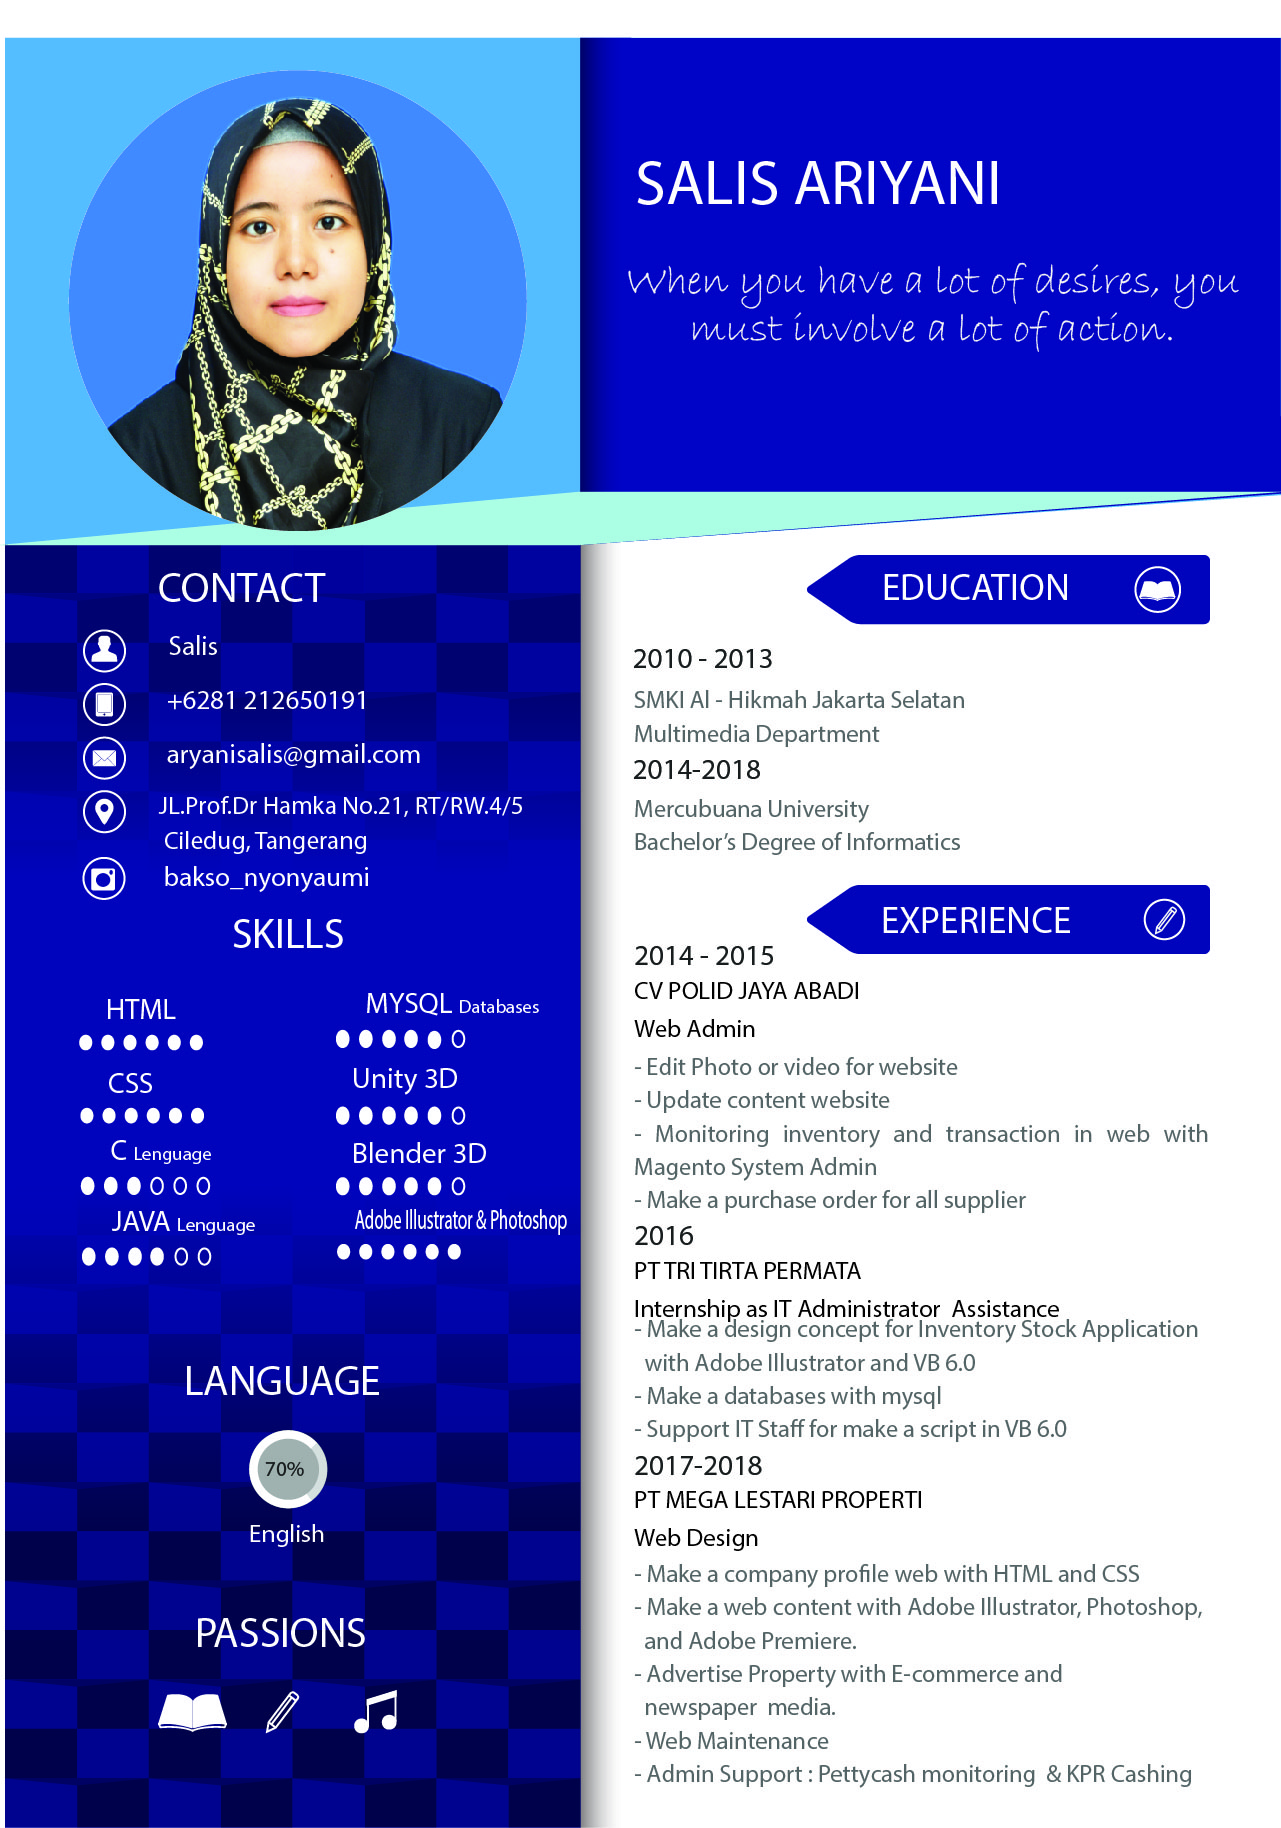 SALIS ARIYANI
When you have a lot of desires, you
must involve a lot of action.
CONTACT
Salis
+6281 212650191
aryanisalis@gmail.com
JL.Prof.Dr Hamka No.21, RT/RW.4/5
Ciledug, Tangerang
bakso_nyonyaumi
SKILLS
HTML
CSS
C Lenguage
JAVA Lenguage
MYSQL Databases
Unity 3D
Blender 3D
Adobe Illustrator & Photoshop
LANGUAGE
70%
English
PASSIONS
EDUCATION
2010 - 2013
SMKI Al - Hikmah Jakarta Selatan
Multimedia Department
2014-2018
Mercubuana University
Bachelor's Degree of Informatics
EXPERIENCE
2014 - 2015
CV POLID JAYA ABADI
Web Admin
- Edit Photo or video for website
- Update content website
- Monitoring inventory and transaction in web with
Magento System Admin
- Make a purchase order for all supplier
2016
PT TRI TIRTA PERMATA
Internship as IT Administrator Assistance
- Make a design concept for Inventory Stock Application
with Adobe Illustrator and VB 6.0
- Make a databases with mysql
- Support IT Staff for make a script in VB 6.0
2017-2018
PT MEGA LESTARI PROPERTI
Web Design
- Make a company profile web with HTML and CSS
- Make a web content with Adobe Illustrator, Photoshop,
and Adobe Premiere.
- Advertise Property with E-commerce and
newspaper media.
- Web Maintenance
- Admin Support : Pettycash monitoring & KPR Cashing